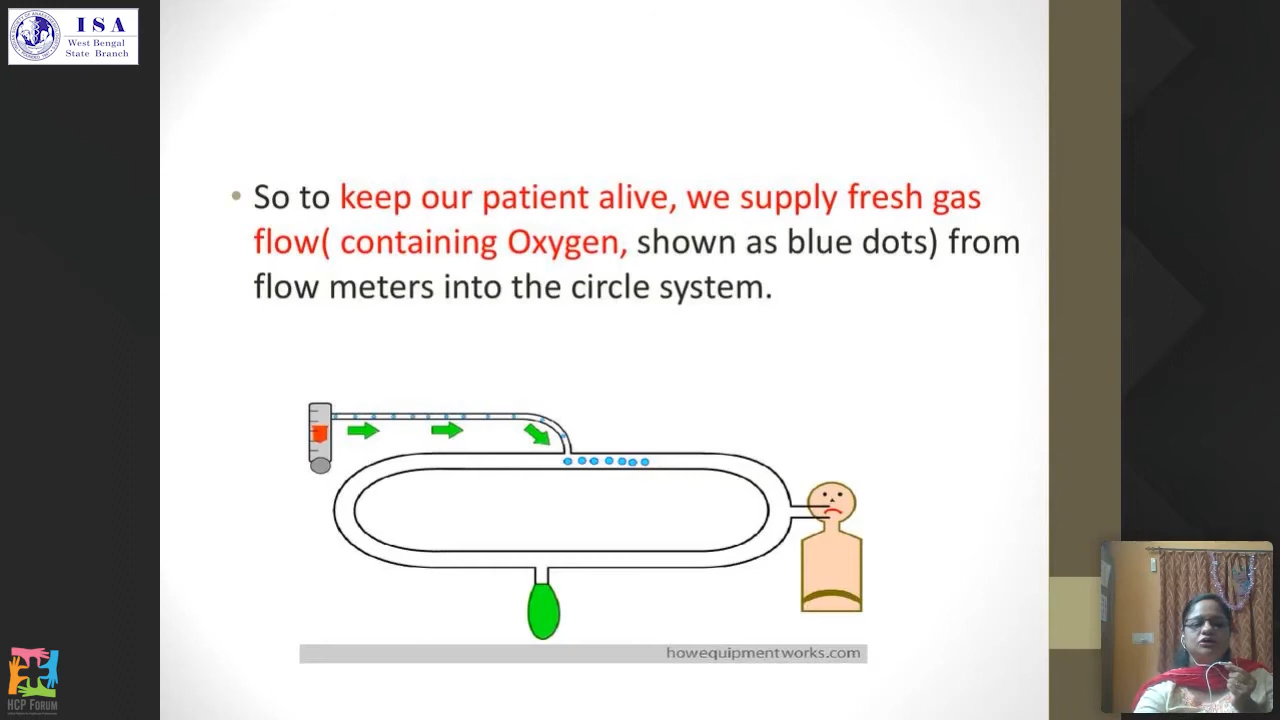 ISA
West Bengal
State Branch
• So to keep our patient alive, we supply fresh gas
flow( containing Oxygen, shown as blue dots) from
flow meters into the circle system.
howequipmentworks.com
HCP FORUM